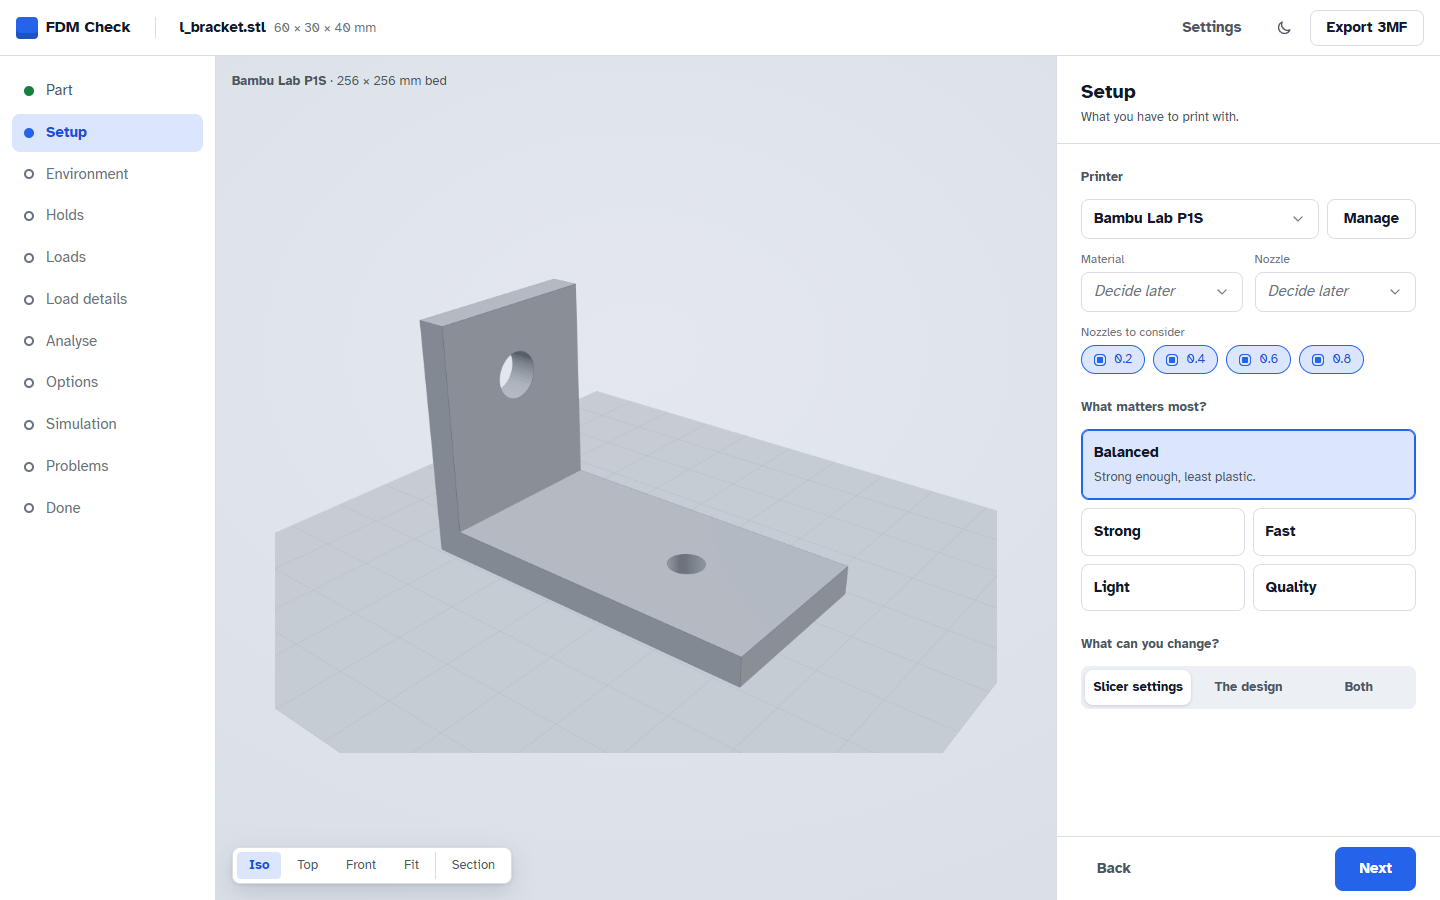 FDM Check
l_bracket.stl 60 × 30 × 40 mm
Settings
Export 3MF
Part
Setup
Environment
Holds
Loads
Load details
Analyse
Options
Simulation
Problems
Done
Bambu Lab P1S · 256 × 256 mm bed
Iso Top Front Fit Section
Setup
What you have to print with.
Printer
Bambu Lab P1S
Manage
Material Nozzle
Decide later Decide later
Nozzles to consider
0.2 0.4 0.6 0.8
What matters most?
Balanced
Strong enough, least plastic.
Strong Fast
Light Quality
What can you change?
Slicer settings The design Both
Back Next